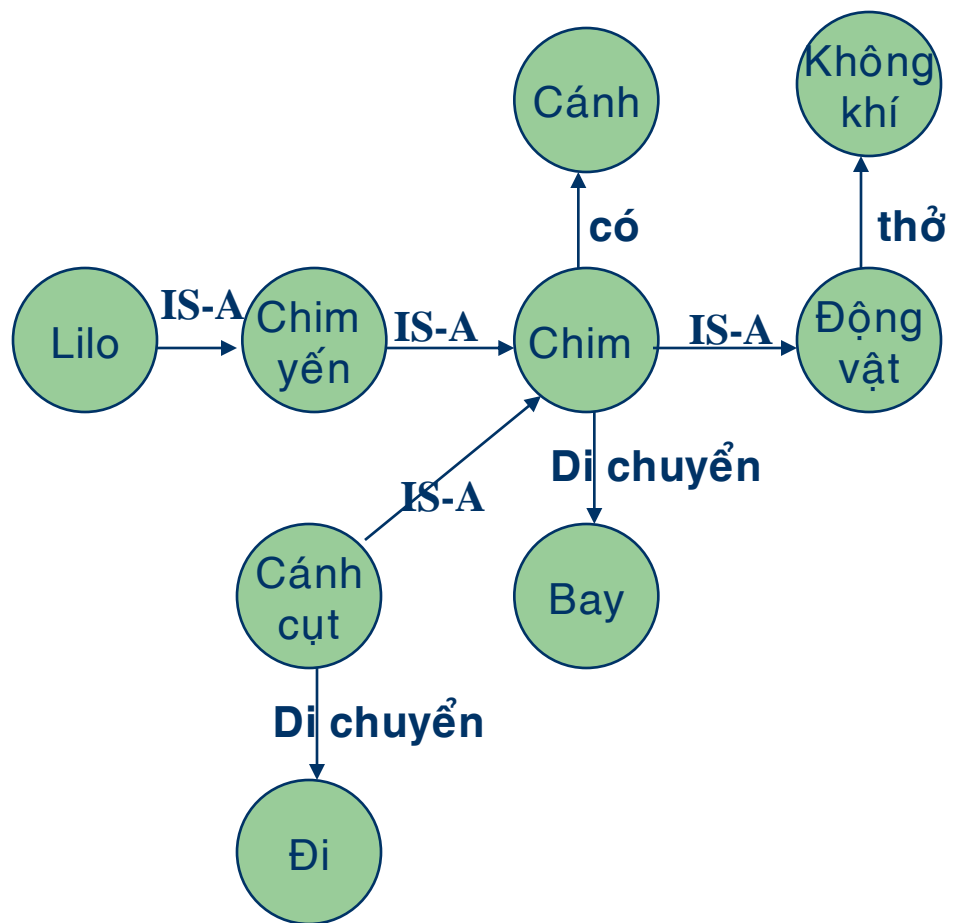 Cánh
Không
khí
có
thở
Lilo
IS-A
Chim
yến
IS-A
Chim
IS-A
Động
vật
IS-A
Di chuyển
Cánh
cụt
Bay
Di chuyển
Đi